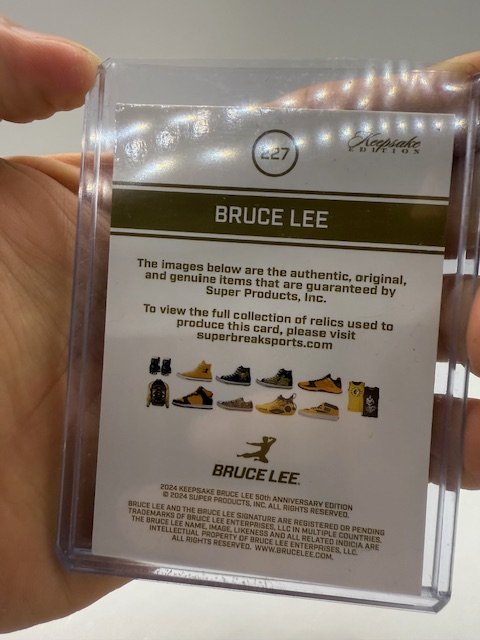 227
Keepsake
EDITION
BRUCE LEE
The images below are the authentic, original,
and genuine items that are guaranteed by
Super Products, Inc.
To view the full collection of relics used to
produce this card, please visit
superbreaksports.com
BRUCE LEE
2024 KEEPSAKE BRUCE LEE 50th ANNIVERSARY EDITION
© 2024 SUPER PRODUCTS, INC. ALL RIGHTS RESERVED.
BRUCE LEE AND THE BRUCE LEE SIGNATURE ARE REGISTERED OR PENDING
TRADEMARKS OF BRUCE LEE ENTERPRISES, LLC IN MULTIPLE COUNTRIES.
THE BRUCE LEE NAME, IMAGE, LIKENESS AND ALL RELATED INDICIA ARE
INTELLECTUAL PROPERTY OF BRUCE LEE ENTERPRISES, LLC.
ALL RIGHTS RESERVED. WWW.BRUCELEE.COM.